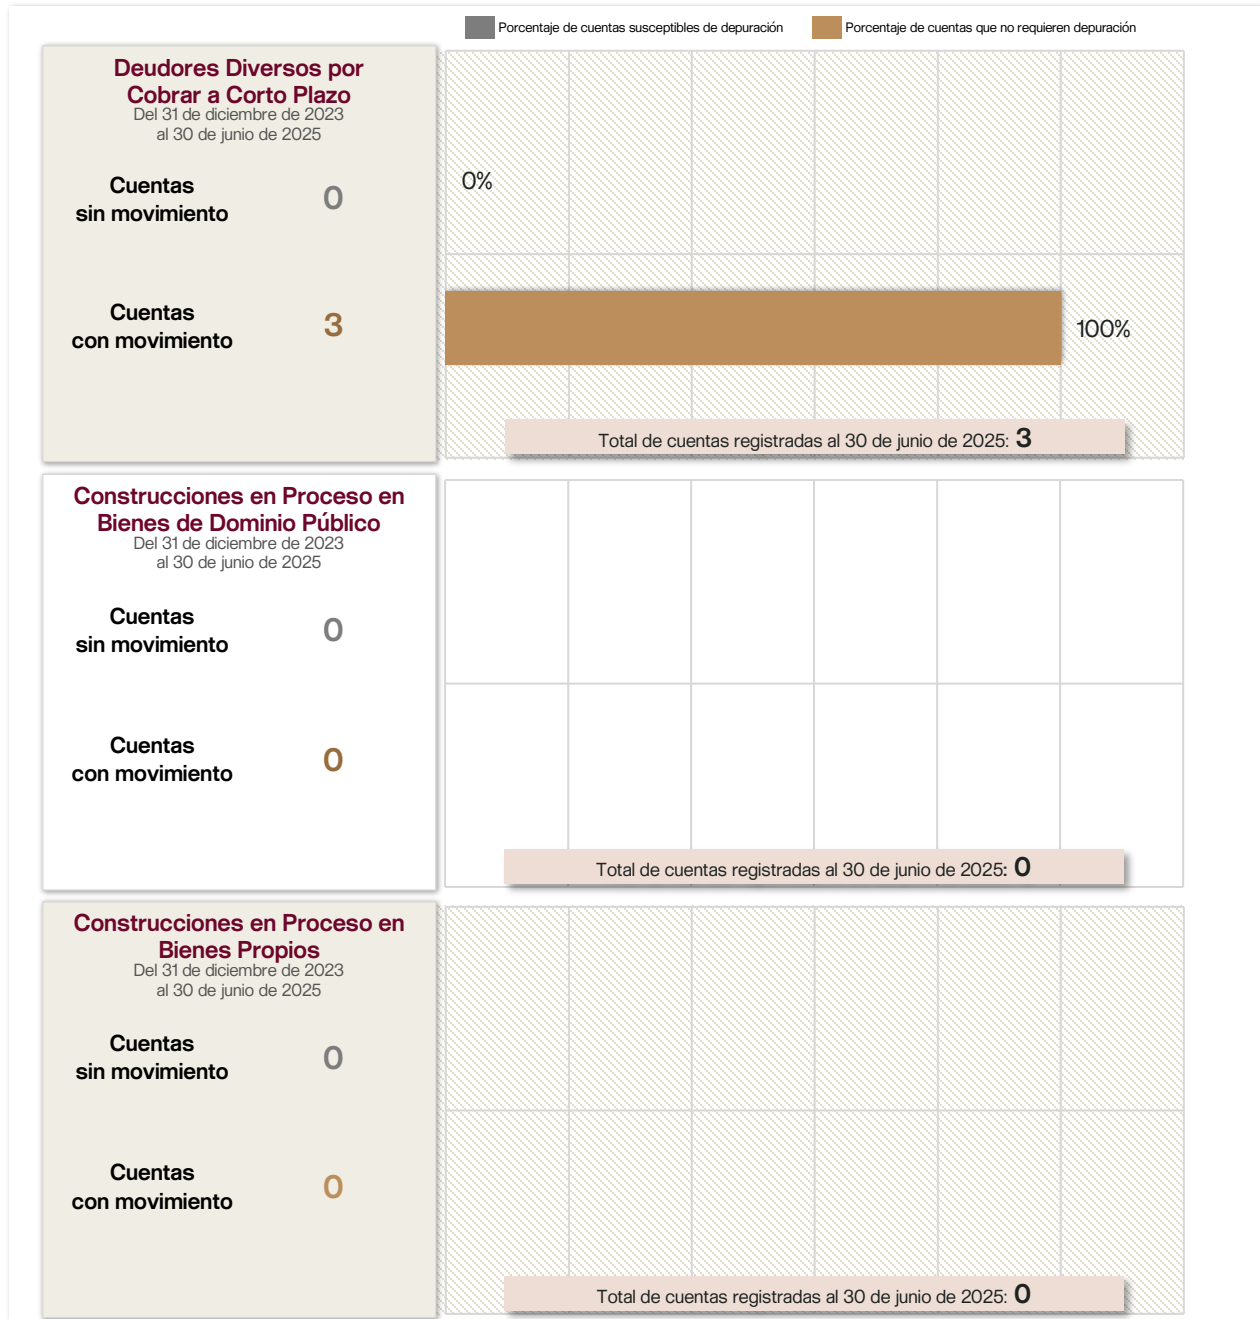 Porcentaje de cuentas susceptibles de depuración
Porcentaje de cuentas que no requieren depuración
Deudores Diversos por
Cobrar a Corto Plazo
Del 31 de diciembre de 2023
al 30 de junio de 2025
Cuentas
sin movimiento
0
0%
Cuentas
con movimiento
3
100%
Total de cuentas registradas al 30 de junio de 2025: 3
Construcciones en Proceso en
Bienes de Dominio Público
Del 31 de diciembre de 2023
al 30 de junio de 2025
Cuentas
sin movimiento
0
Cuentas
con movimiento
0
Total de cuentas registradas al 30 de junio de 2025: 0
Construcciones en Proceso en
Bienes Propios
Del 31 de diciembre de 2023
al 30 de junio de 2025
Cuentas
sin movimiento
0
Cuentas
con movimiento
0
Total de cuentas registradas al 30 de junio de 2025: 0